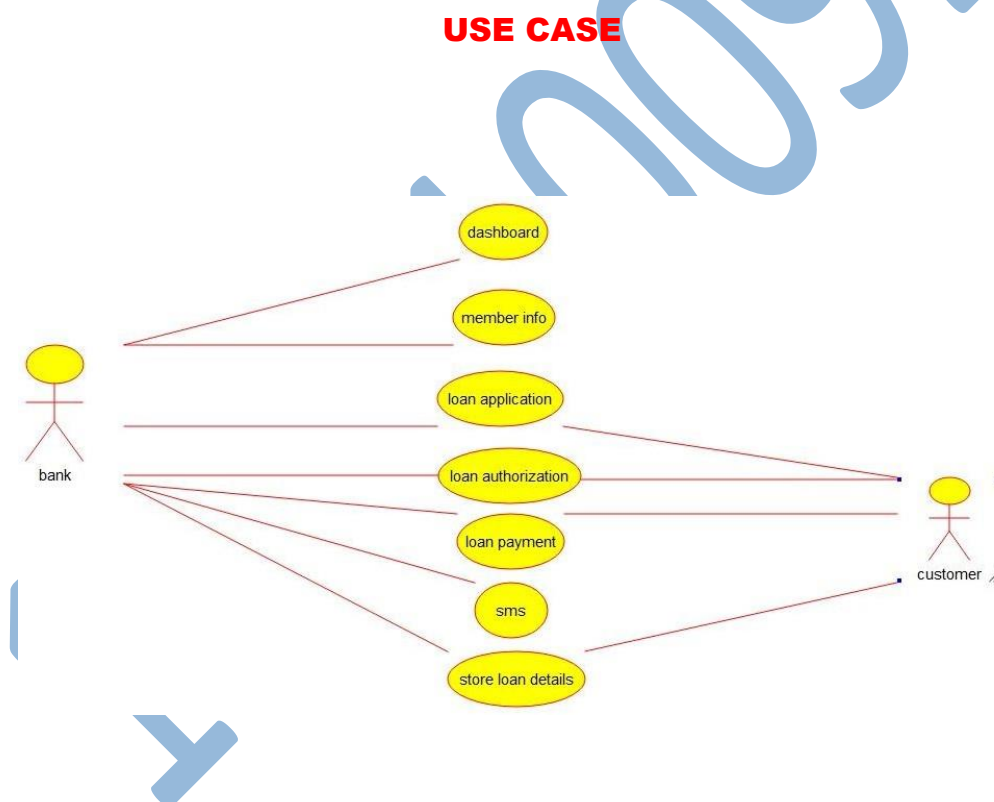 USE CASE
dashboard
member info
loan application
loan authorization
bank
loan payment
customer
sms
store loan details